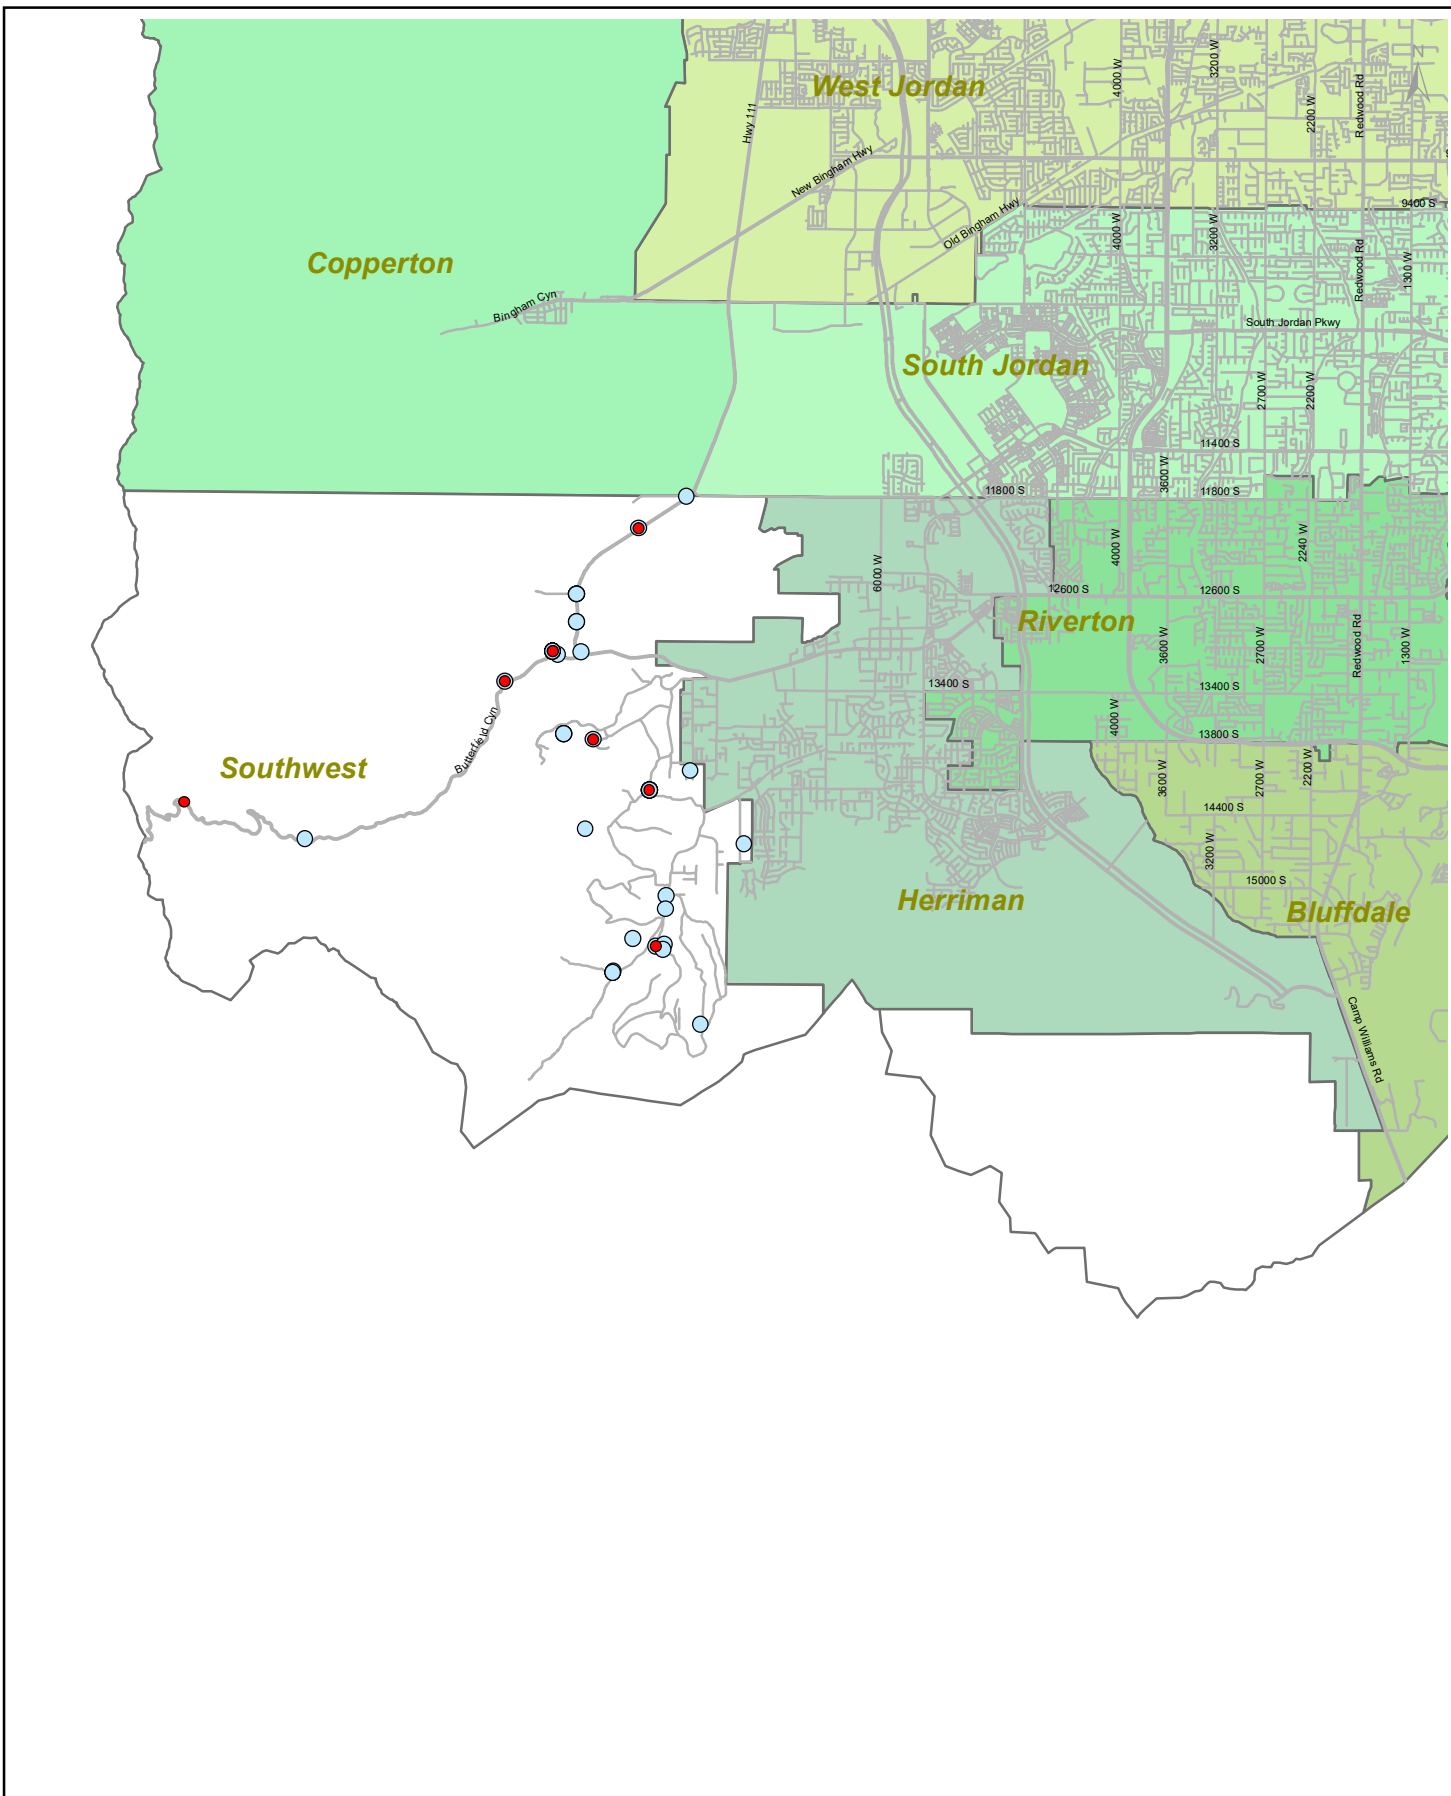 West Jordan
4000 W
3200 W
2200 W
Redwood Rd
N
Hwy 111
New Bingham Hwy
Old Bingham Hwy
9400 S
4000 W
3200 W
Redwood Rd
1300 W
Copperton
Bingham Cyn
South Jordan Pkwy
South Jordan
2700 W
2200 W
11400 S
3600 W
11800 S
11800 S
6000 W
4000 W
2240 W
12600 S
12600 S
Riverton
3600 W
2700 W
Redwood Rd
1300 W
13400 S
13400 S
4000 W
13800 S
Butterfield Cyn
Southwest
3600 W
2700 W
2200 W
14400 S
3200 W
15000 S
Herriman
Bluffdale
Camp Williams Rd